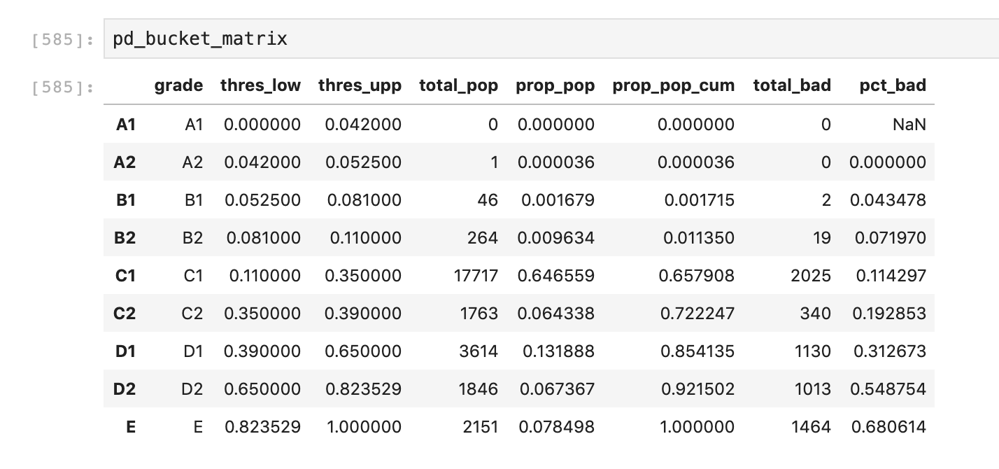 [585]: pd_bucket_matrix
[585]: grade thres_low thres_upp total_pop prop_pop prop_pop_cum total_bad pct_bad
A1 A1 0.000000 0.042000 0 0.000000 0.000000 0 NaN
A2 A2 0.042000 0.052500 1 0.000036 0.000036 0 0.000000
B1 B1 0.052500 0.081000 46 0.001679 0.001715 2 0.043478
B2 B2 0.081000 0.110000 264 0.009634 0.011350 19 0.071970
C1 C1 0.110000 0.350000 17717 0.646559 0.657908 2025 0.114297
C2 C2 0.350000 0.390000 1763 0.064338 0.722247 340 0.192853
D1 D1 0.390000 0.650000 3614 0.131888 0.854135 1130 0.312673
D2 D2 0.650000 0.823529 1846 0.067367 0.921502 1013 0.548754
E E 0.823529 1.000000 2151 0.078498 1.000000 1464 0.680614